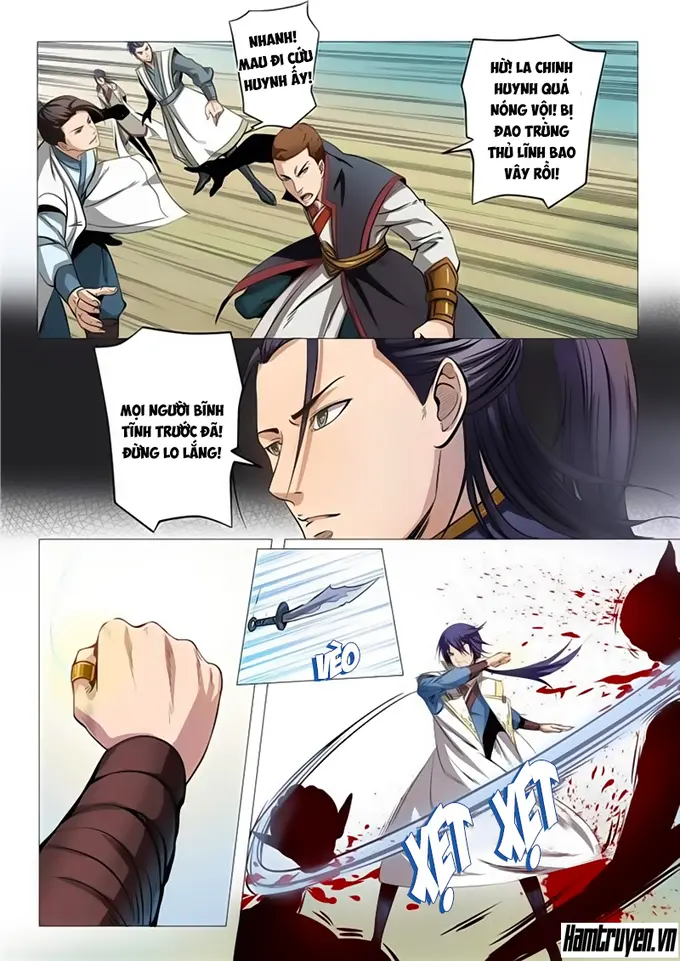 NHANH!
MAU ĐI CỨU
HUYNH ẤY!
HỪ! LA CHINH
HUYNH QUÁ
NÓNG VỘI! BỊ
ĐAO TRÙNG
THỦ LĨNH BAO
VÂY RỒI!
MỌI NGƯỜI BĨNH
TĨNH TRƯỚC ĐÃ!
ĐỪNG LO LẮNG!
VÈO
XẸT
XẸT
Hamtruyen.vn